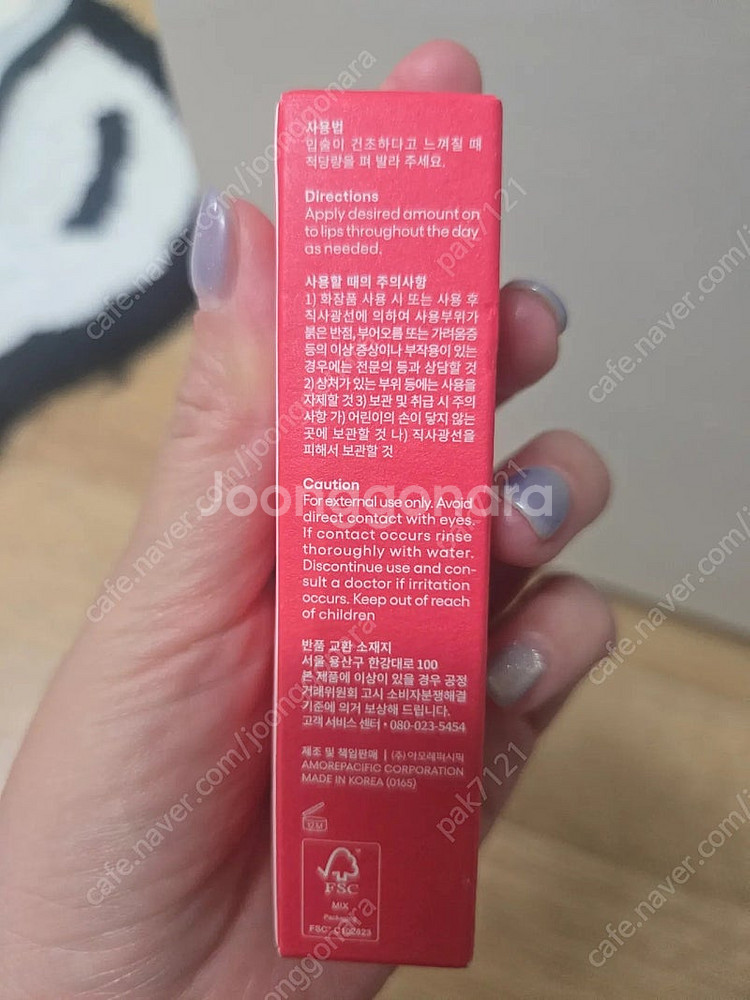 사용법
입술이 건조하다고 느껴질 때
적당량을 펴 발라 주세요.
Directions
Apply desired amount on
to lips throughout the day
as needed.
사용할 때의 주의사항
1) 화장품 사용 시 또는 사용 후
직사광선에 의하여 사용부위가
붉은 반점, 부어오름 또는 가려움증
등의 이상 증상이나 부작용이 있는
경우에는 전문의 등과 상담할 것
2) 상처가 있는 부위 등에는 사용을
자제할 것 3) 보관 및 취급 시 주의
사항 가) 어린이의 손이 닿지 않는
곳에 보관할 것 나) 직사광선을
피해서 보관할 것
Caution
For external use only. Avoid
direct contact with eyes.
If contact occurs rinse
thoroughly with water.
Discontinue use and con-
sult a doctor if irritation
occurs. Keep out of reach
of children
반품 교환 소재지
서울 용산구 한강대로 100
본 제품에 이상이 있을 경우 공정
거래위원회 고시 소비자분쟁해결
기준에 의거 보상해 드립니다.
고객 서비스 센터 • 080-023-5454
제조 및 책임판매 | (주)아모레퍼시픽
AMOREPACIFIC CORPORATION
MADE IN KOREA (0165)
12M
FSC
MIX
Packaging
FSC™ C102823
Joonggonara
cafe.naver.com/joonggonara
pak7121